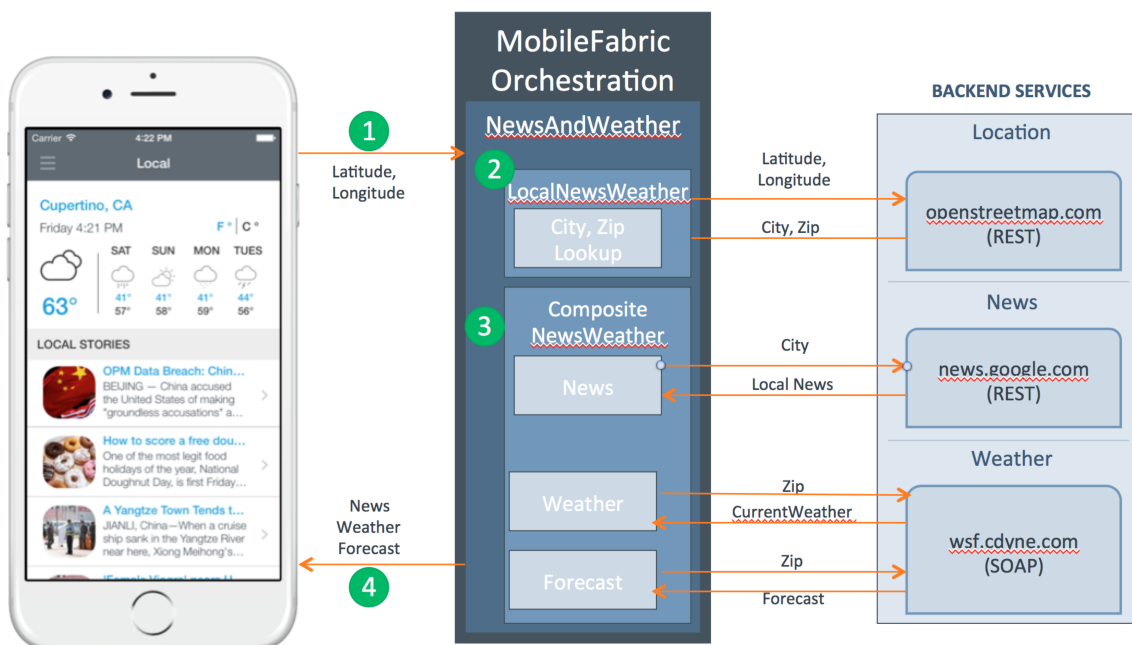 MobileFabric
Orchestration
BACKEND SERVICES
Carrier
4:22 PM
Local
Cupertino, CA
Friday 4:21 PM
F° | C°
SAT SUN MON TUES
63°
41° 41° 41° 44°
57° 58° 59° 56°
LOCAL STORIES
OPM Data Breach: Chin...
BEIJING — China accused
the United States of making
"groundless accusations" a...
How to score a free dou...
One of the most legit food
holidays of the year, National
Doughnut Day, is first Friday...
A Yangtze Town Tends t...
JIANLI, China—When a cruise
ship sank in the Yangtze River
near here, Xiong Meihong's...
1
Latitude,
Longitude
NewsAndWeather
2
LocalNewsWeather
City, Zip
Lookup
Latitude,
Longitude
City, Zip
Location
openstreetmap.com
(REST)
3
Composite
NewsWeather
News
City
Local News
News
news.google.com
(REST)
Weather
Zip
CurrentWeather
Forecast
Zip
Forecast
Weather
wsf.cdyne.com
(SOAP)
News
Weather
Forecast
4